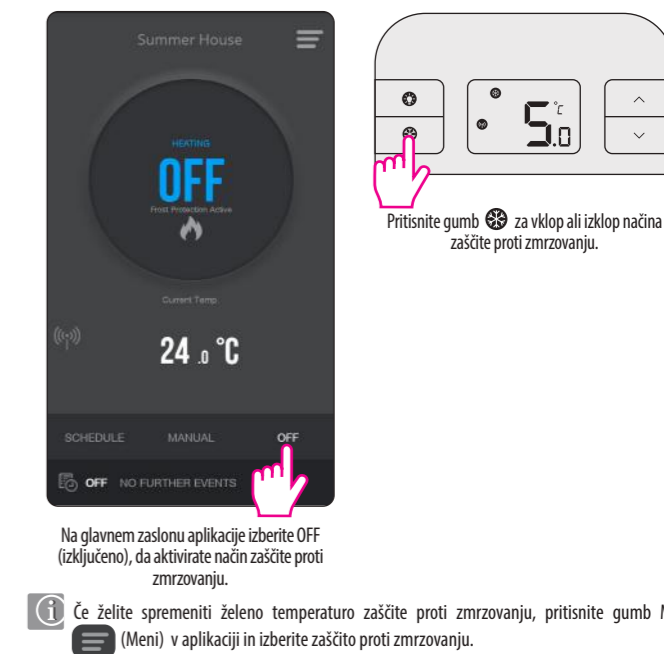 Summer House
HEATING
OFF
Frost Protection Active
Current Temp.
24 .0 °C
SCHEDULE MANUAL OFF
OFF NO FURTHER EVENTS
Na glavnem zaslonu aplikacije izberite OFF
(izključeno), da aktivirate način zaščite proti
zmrzovanju.
5.0 °C
Pritisnite gumb za vklop ali izklop načina
zaščite proti zmrzovanju.
Če želite spremeniti želeno temperaturo zaščite proti zmrzovanju, pritisnite gumb
(Meni) v aplikaciji in izberite zaščito proti zmrzovanju.